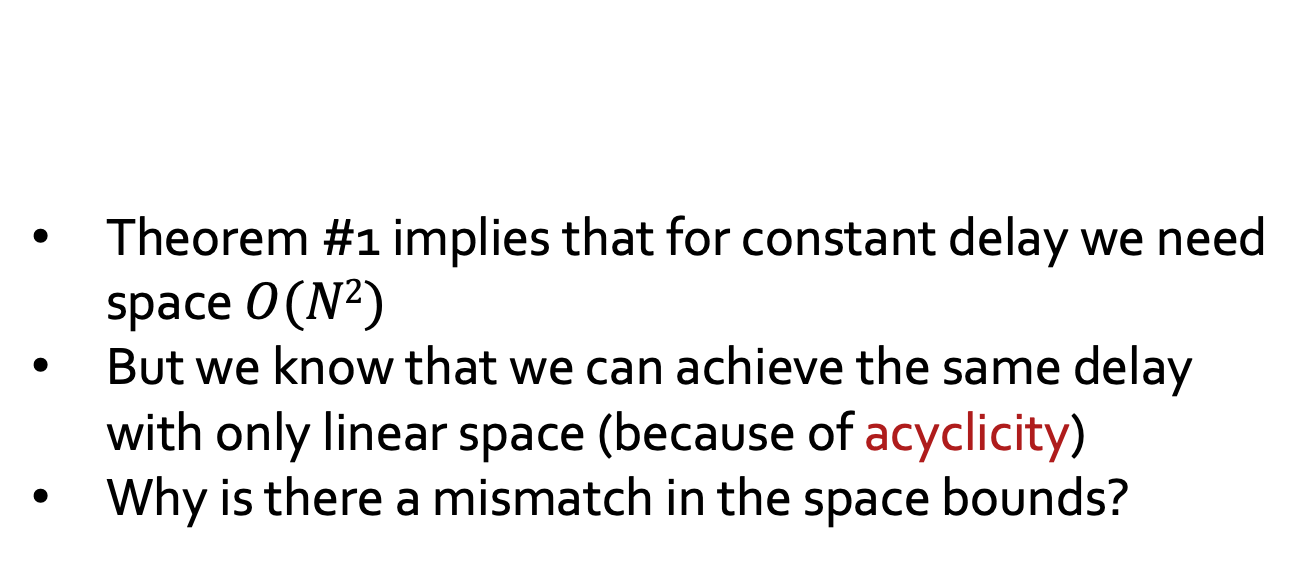 • Theorem #1 implies that for constant delay we need
space O(N²)
• But we know that we can achieve the same delay
with only linear space (because of acyclicity)
• Why is there a mismatch in the space bounds?